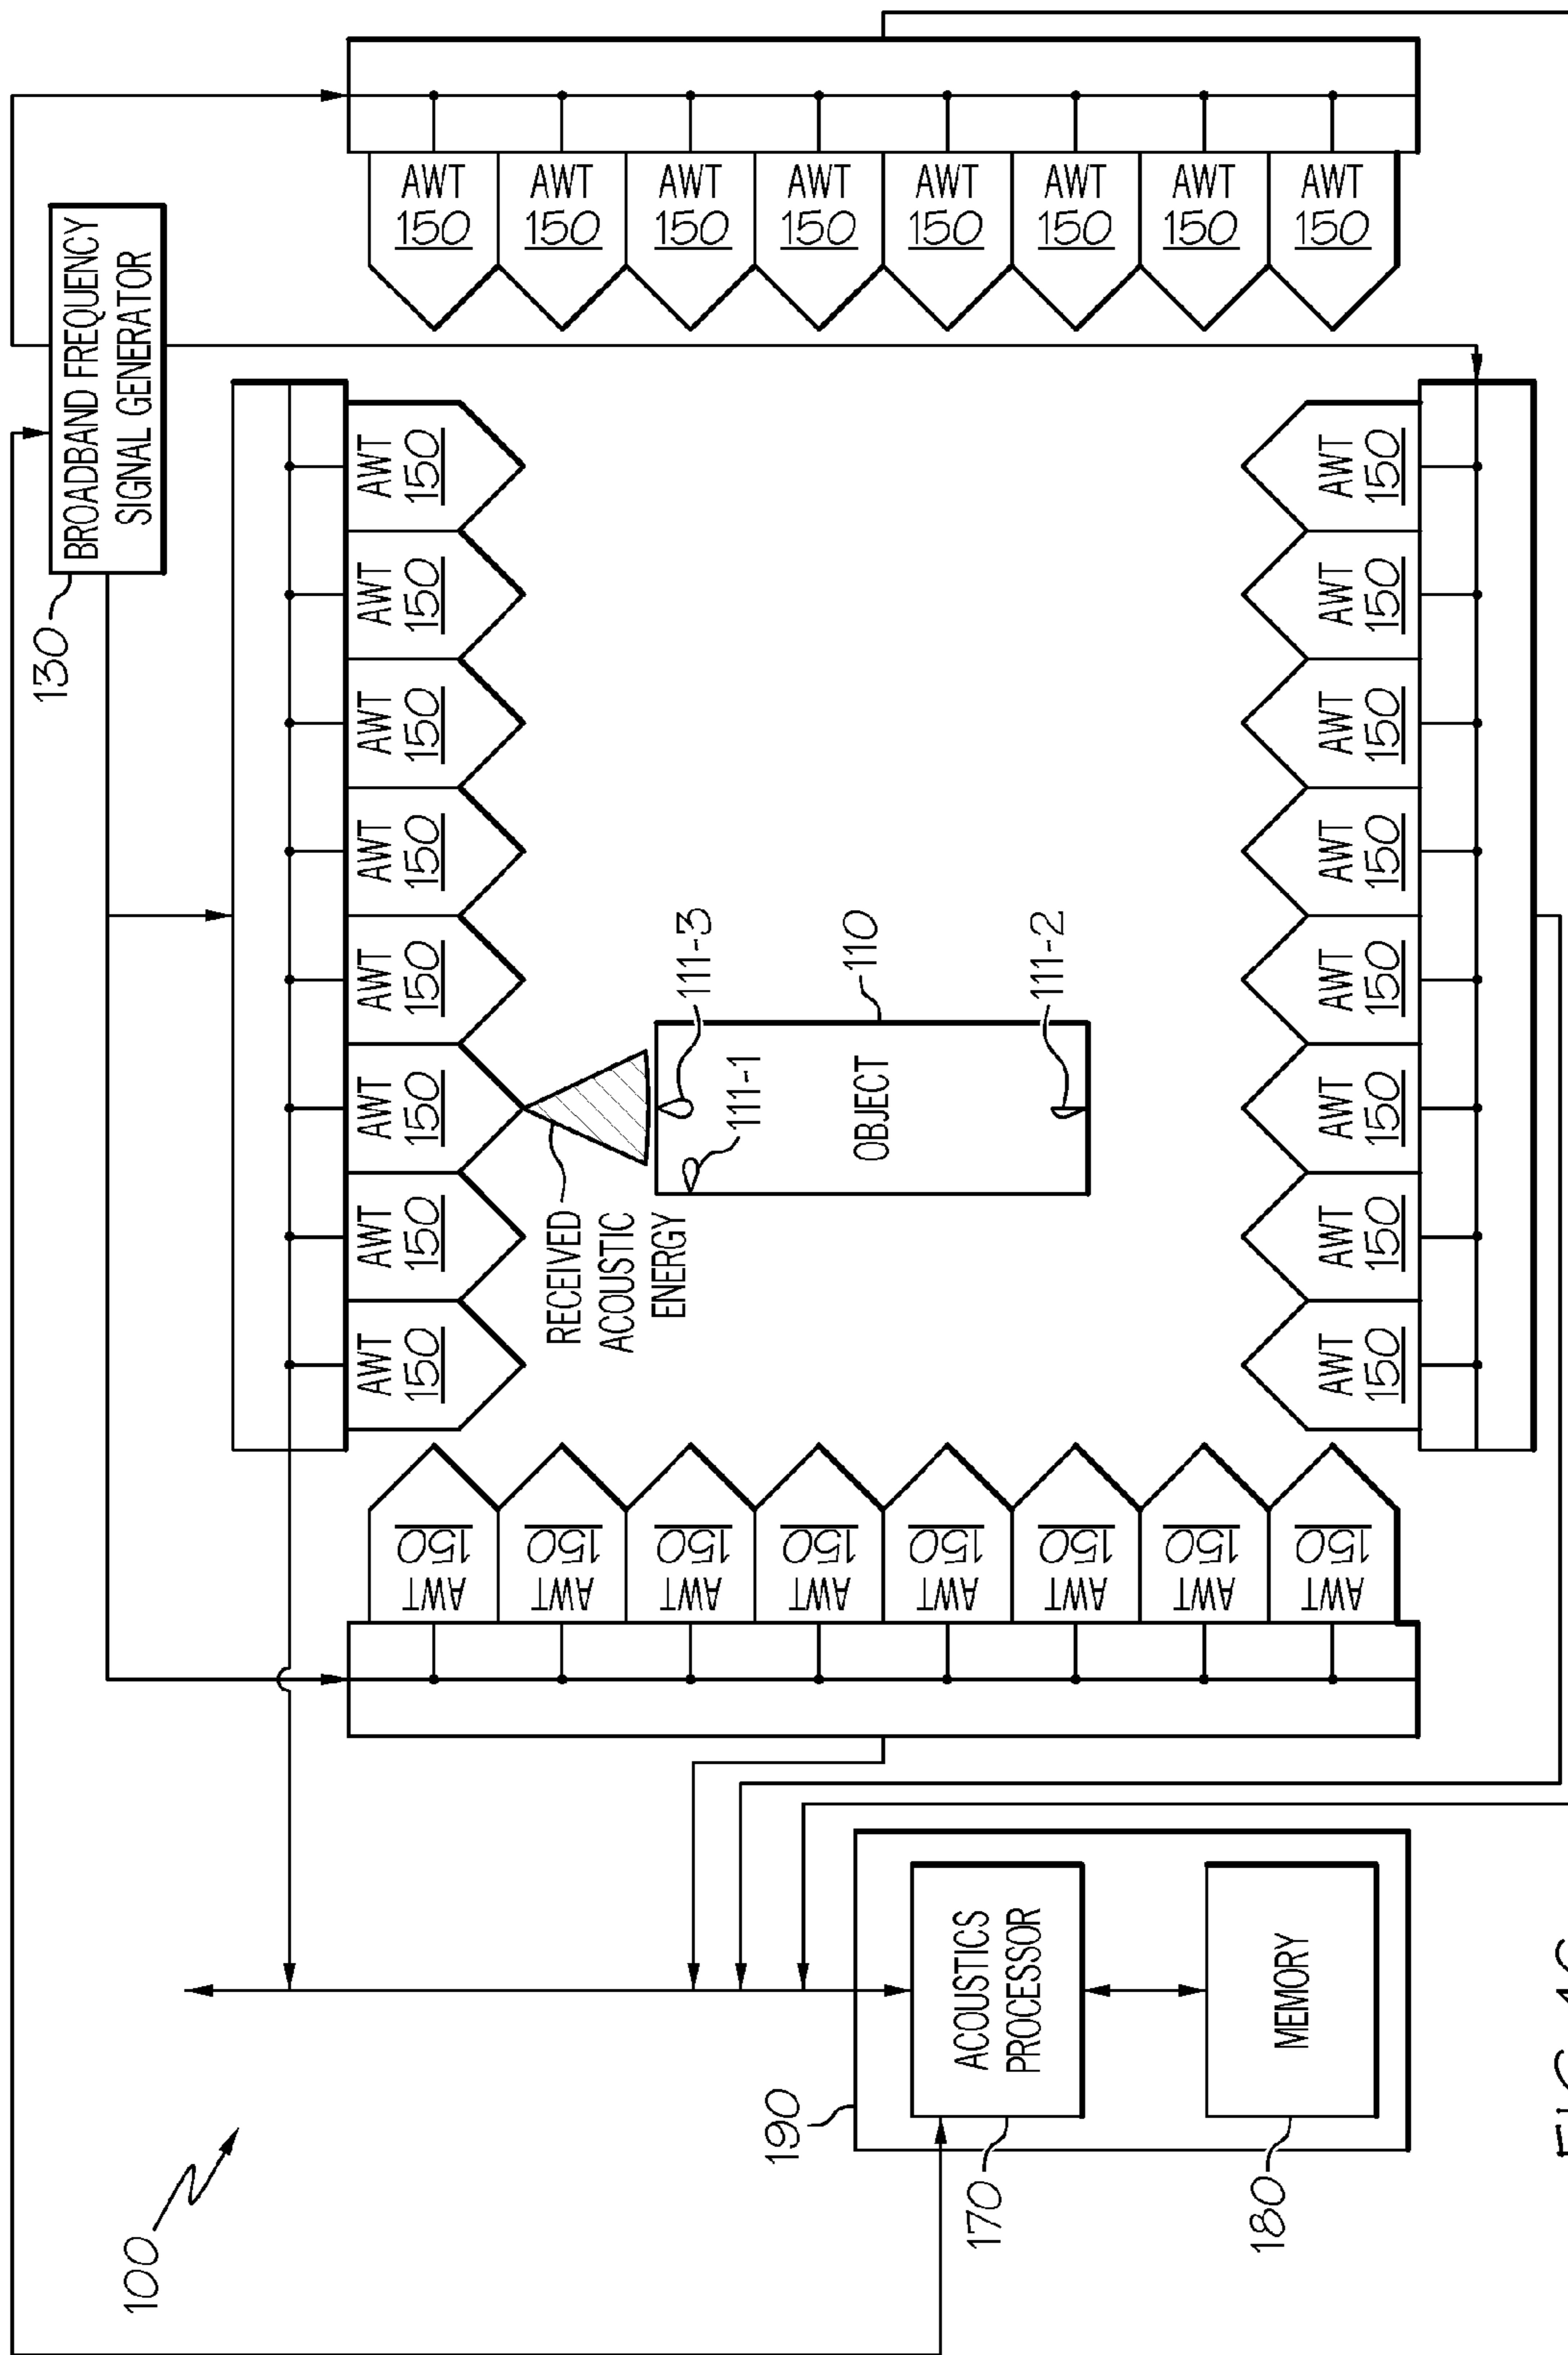 100
130
BROADBAND FREQUENCY
SIGNAL GENERATOR
AWT
150
AWT
150
AWT
150
AWT
150
AWT
150
AWT
150
AWT
150
AWT
150
AWT
150
AWT
150
AWT
150
AWT
150
AWT
150
AWT
150
AWT
150
AWT
150
RECEIVED
ACOUSTIC
ENERGY
111-3
111-1
OBJECT
110
111-2
AWT
150
AWT
150
AWT
150
AWT
150
AWT
150
AWT
150
AWT
150
AWT
150
190
ACOUSTICS
PROCESSOR
170
MEMORY
180
AWT
150
AWT
150
AWT
150
AWT
150
AWT
150
AWT
150
AWT
150
AWT
150